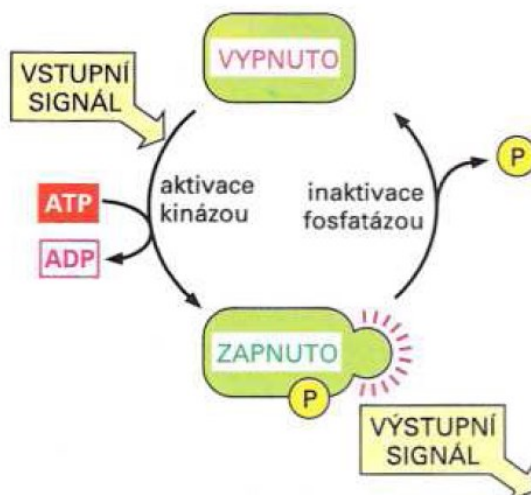 VYPNUTO
VSTUPNÍ
SIGNÁL
aktivace
kinázou
inaktivace
fosfatázou
P
ATP
ADP
ZAPNUTO
P
VÝSTUPNÍ
SIGNÁL